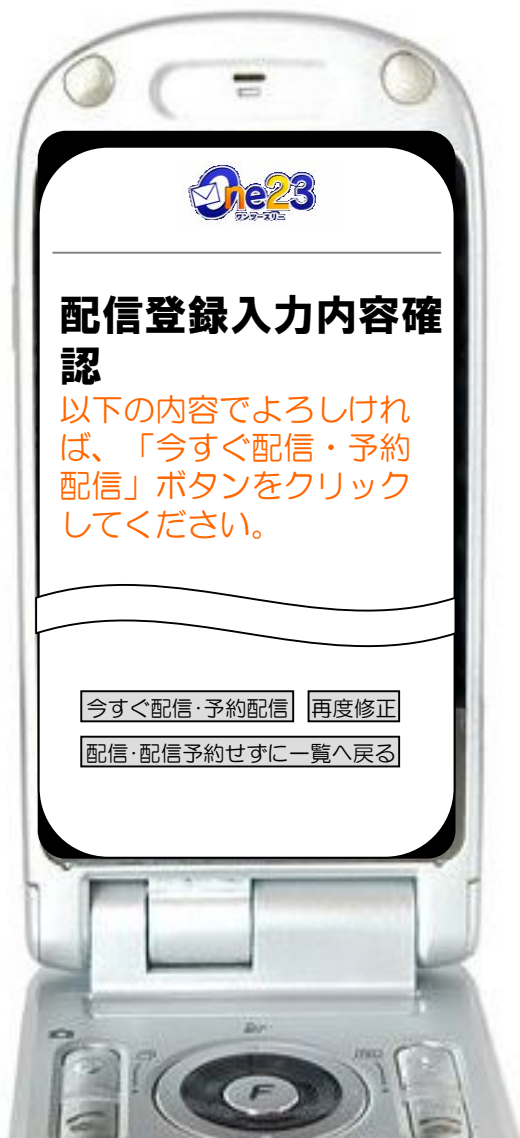 One23
ワンツースリー
配信登録入力内容確
認
以下の内容でよろしけれ
ば、「今すぐ配信・予約
配信」ボタンをクリック
してください。
今すぐ配信・予約配信 再度修正
配信・配信予約せずに一覧へ戻る
F